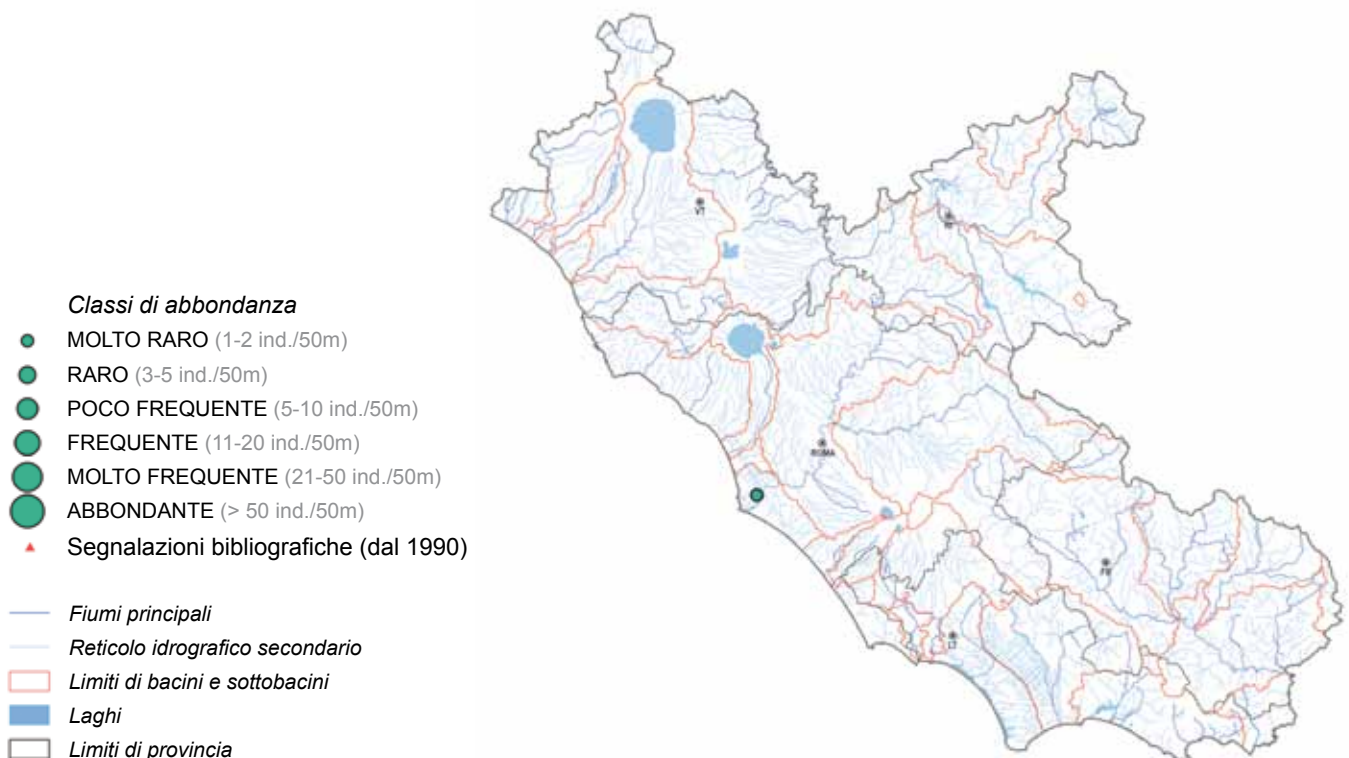 Classi di abbondanza
MOLTO RARO (1-2 ind./50m)
RARO (3-5 ind./50m)
POCO FREQUENTE (5-10 ind./50m)
FREQUENTE (11-20 ind./50m)
MOLTO FREQUENTE (21-50 ind./50m)
ABBONDANTE (> 50 ind./50m)
Segnalazioni bibliografiche (dal 1990)
Fiumi principali
Reticolo idrografico secondario
Limiti di bacini e sottobacini
Laghi
Limiti di provincia
VT
RI
ROMA
FR
LT